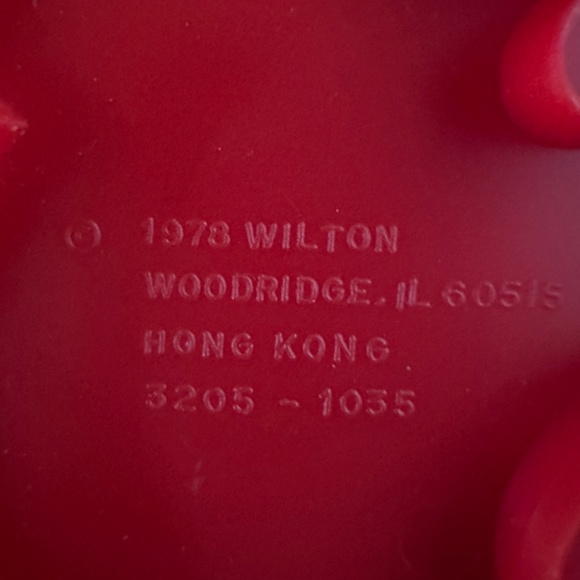 © 1978 WILTON
WOODRIDGE, IL 60515
HONG KONG
3205 - 1035